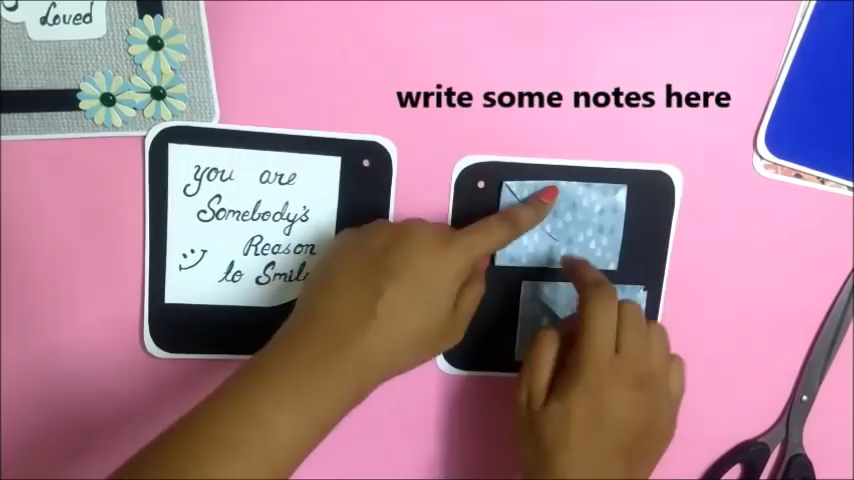 Loved
write some notes here
you are
Somebody's
Reason
to Smile